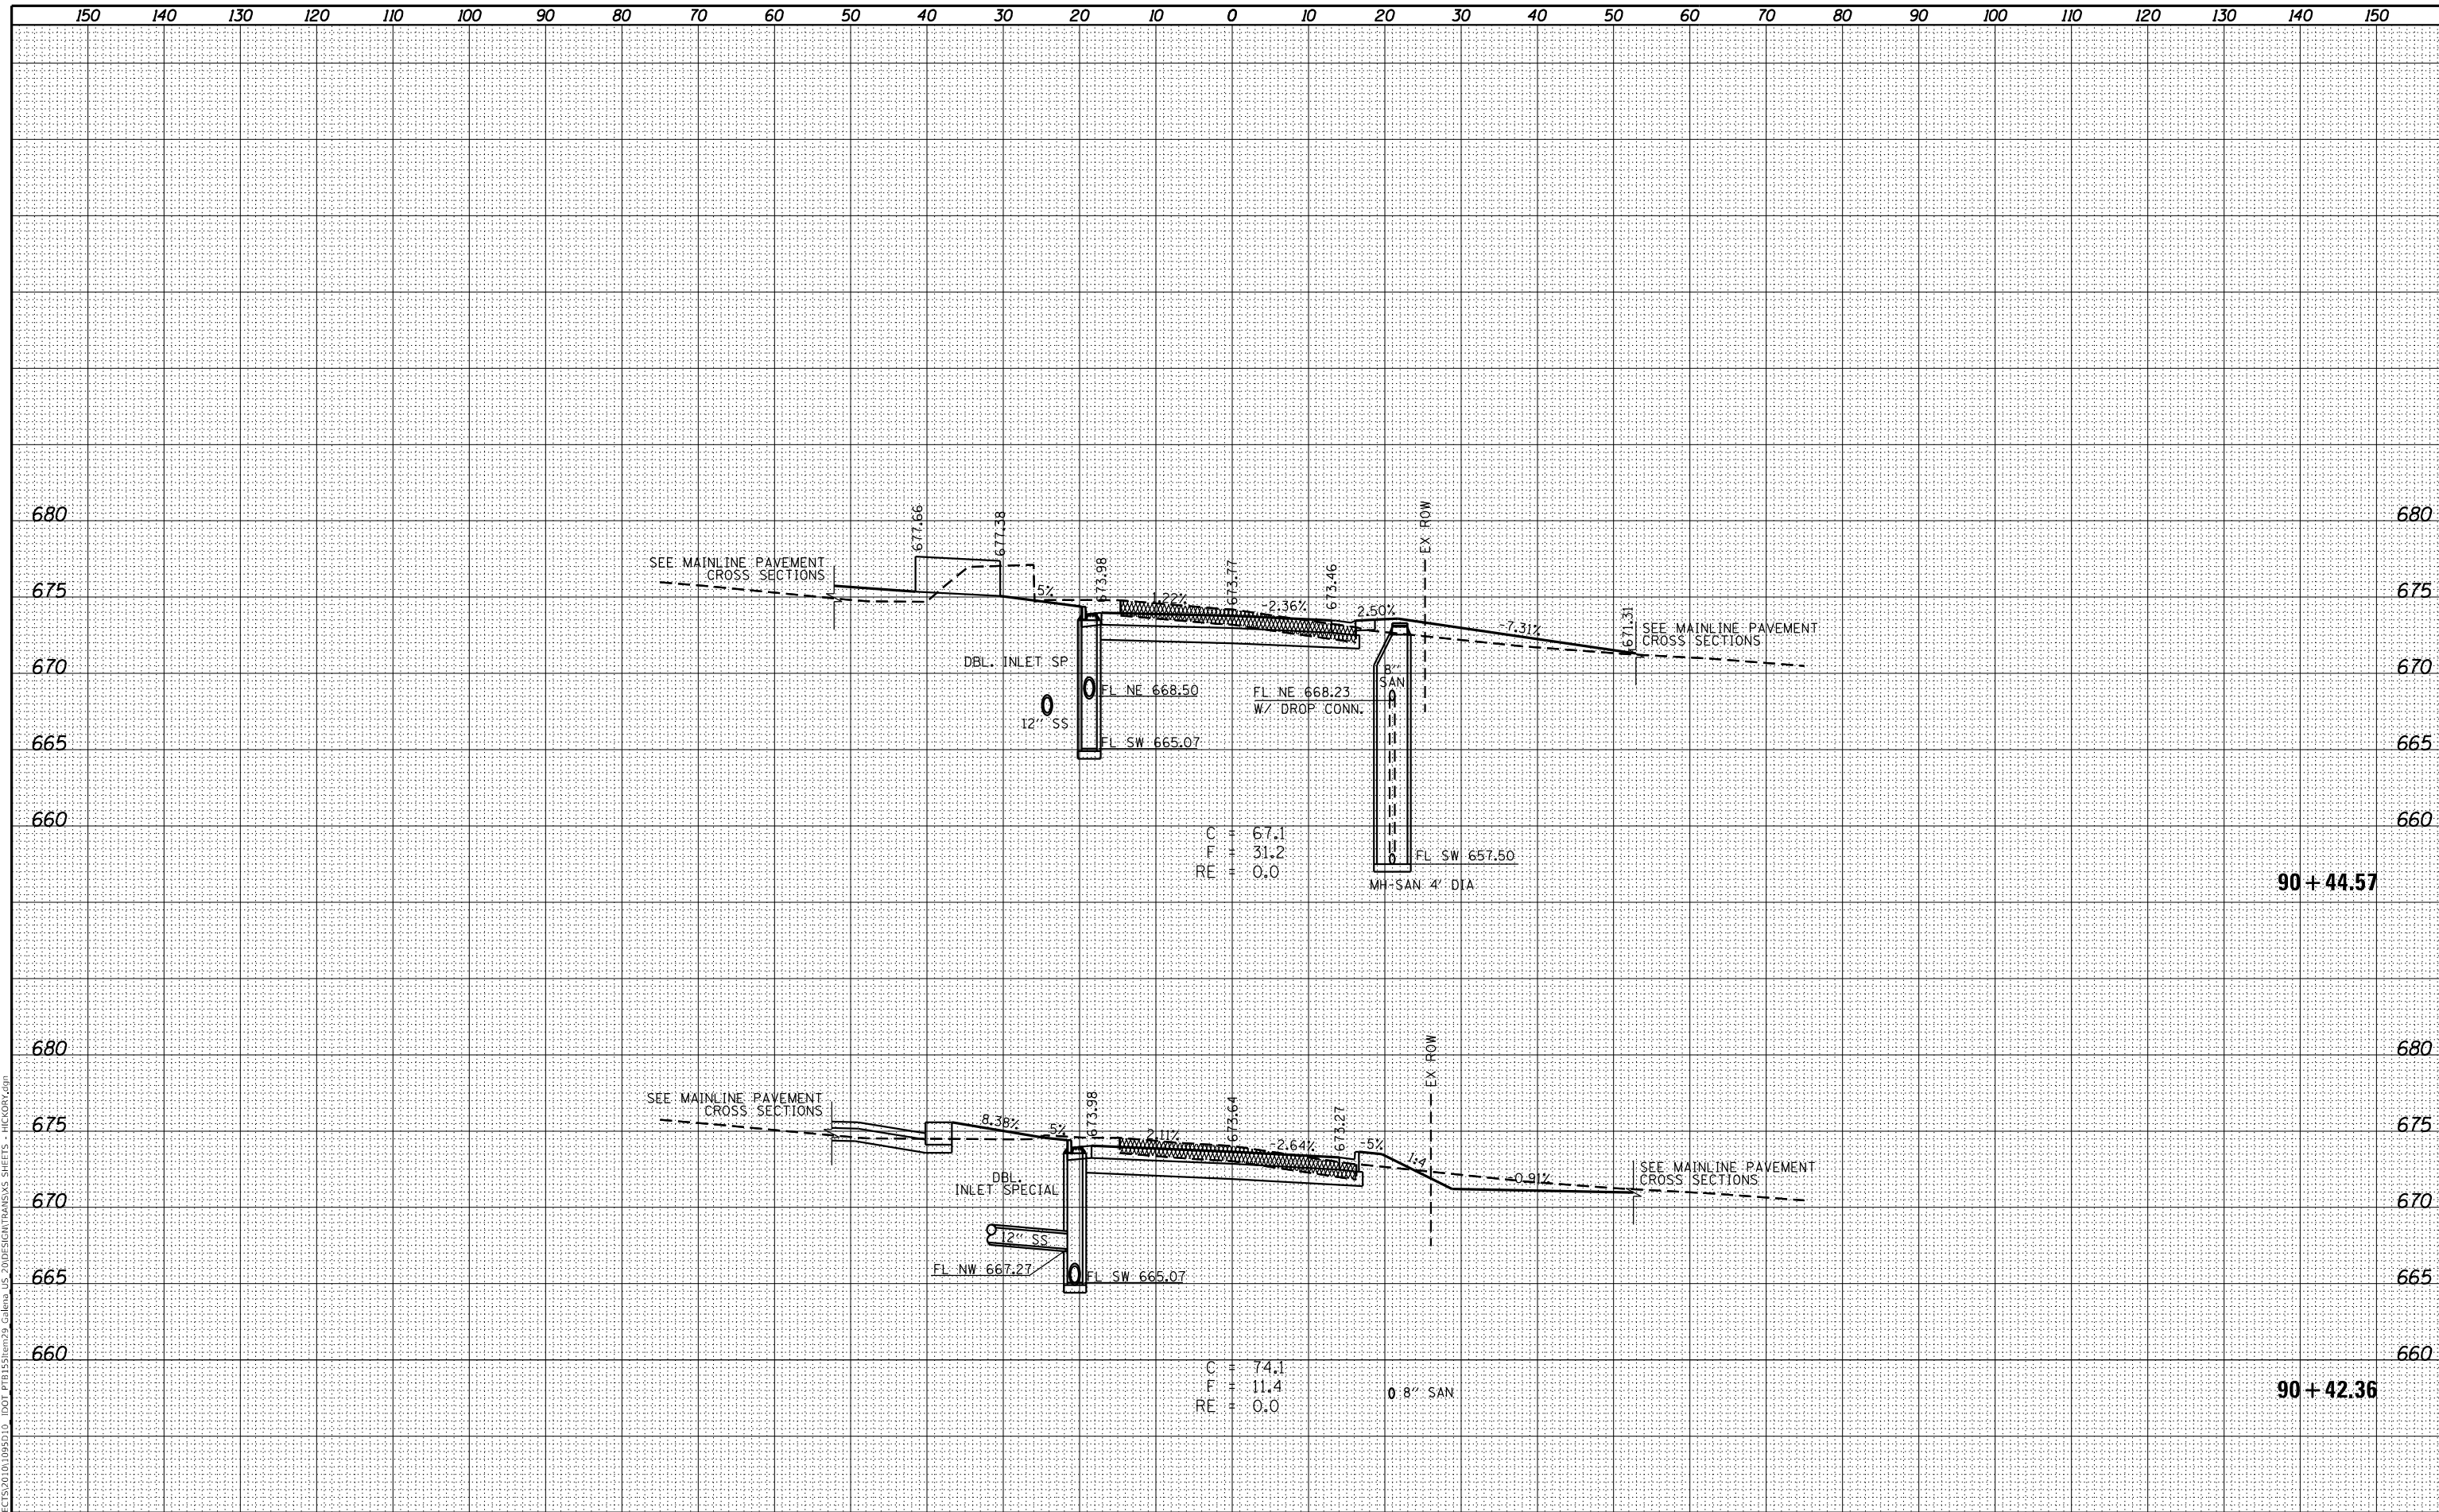 150 140 130 120 110 100 90 80 70 60 50 40 30 20 10 0 10 20 30 40 50 60 70 80 90 100 110 120 130 140 150
680 680
675 675
670 670
665 665
660 660
677.66
677.38
EX ROW
SEE MAINLINE PAVEMENT
CROSS SECTIONS
5%
673.98
1.22%
673.77
-2.36%
673.46
2.50%
-7.31%
671.31
SEE MAINLINE PAVEMENT
CROSS SECTIONS
DBL. INLET SP
8"
SAN
FL NE 668.50
FL NE 668.23
W/ DROP CONN.
12" SS
FL SW 665.07
C = 67.1
F = 31.2
RE = 0.0
FL SW 657.50
MH-SAN 4' DIA
90+44.57
680 680
675 675
670 670
665 665
660 660
EX ROW
SEE MAINLINE PAVEMENT
CROSS SECTIONS
8.38%
5%
673.98
2.11%
673.64
-2.64%
673.27
-5%
1:4
-0.91%
SEE MAINLINE PAVEMENT
CROSS SECTIONS
DBL.
INLET SPECIAL
12" SS
FL NW 667.27
FL SW 665.07
C = 74.1
F = 11.4
RE = 0.0
8" SAN
90+42.36
ECTS\2010\1095D10_IDOT_PTB155Item29_Galena_US_20\DESIGN\TRANS\XS_SHEETS - HICKORY.dgn